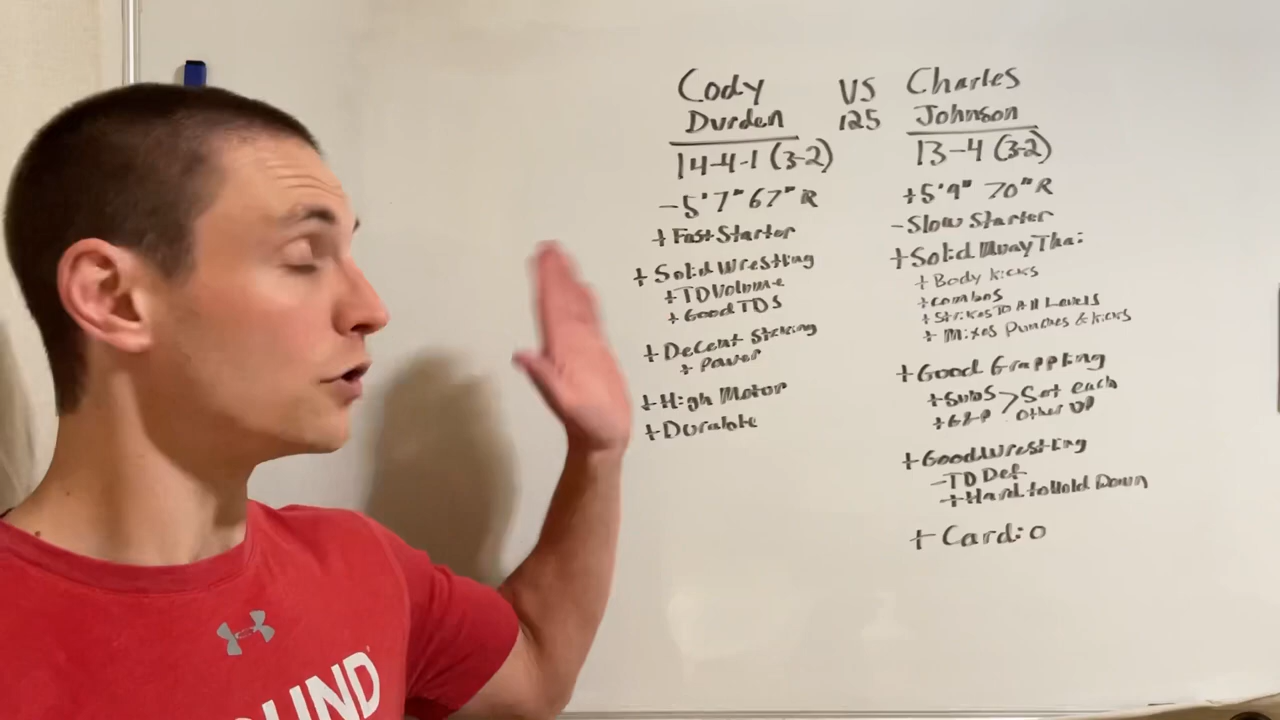 Cody
Durden
14-4-1 (3-2)
-5'7" 67" R
+ Fast Starter
+ Solid Wrestling
+ TD Volume
+ Good TDS
+ Decent Striking
+ Power
+ High Motor
+ Durable
VS
125
Charles
Johnson
13-4 (3-2)
+5'9" 70" R
- Slow Starter
+ Solid Muay Thai
+ Body kicks
+ combos
+ Strikes To All Levels
+ Mixes Punches & kicks
+ Good Grappling
+ Subs > Set each
+ G&P other up
+ Good Wrestling
- TD Def
+ Hard to Hold Down
+ Cardio
UND